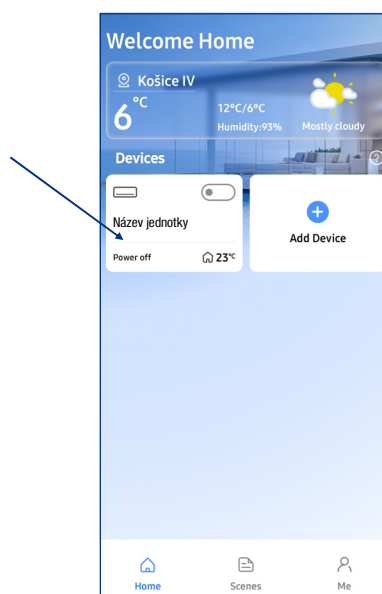 Welcome Home
Košice IV
6°C
12°C/6°C
Humidity:93%
Mostly cloudy
Devices
Název jednotky
Power off
23°C
Add Device
Home
Scenes
Me